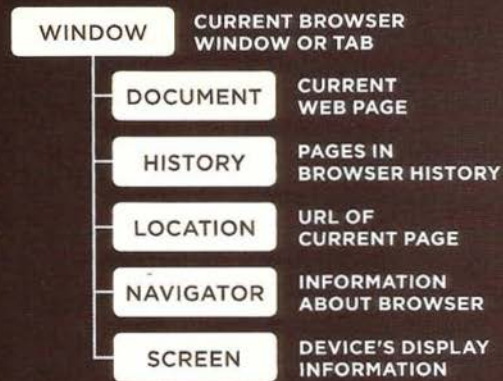 WINDOW
CURRENT BROWSER
WINDOW OR TAB
DOCUMENT
CURRENT
WEB PAGE
HISTORY
PAGES IN
BROWSER HISTORY
LOCATION
URL OF
CURRENT PAGE
NAVIGATOR
INFORMATION
ABOUT BROWSER
SCREEN
DEVICE'S DISPLAY
INFORMATION